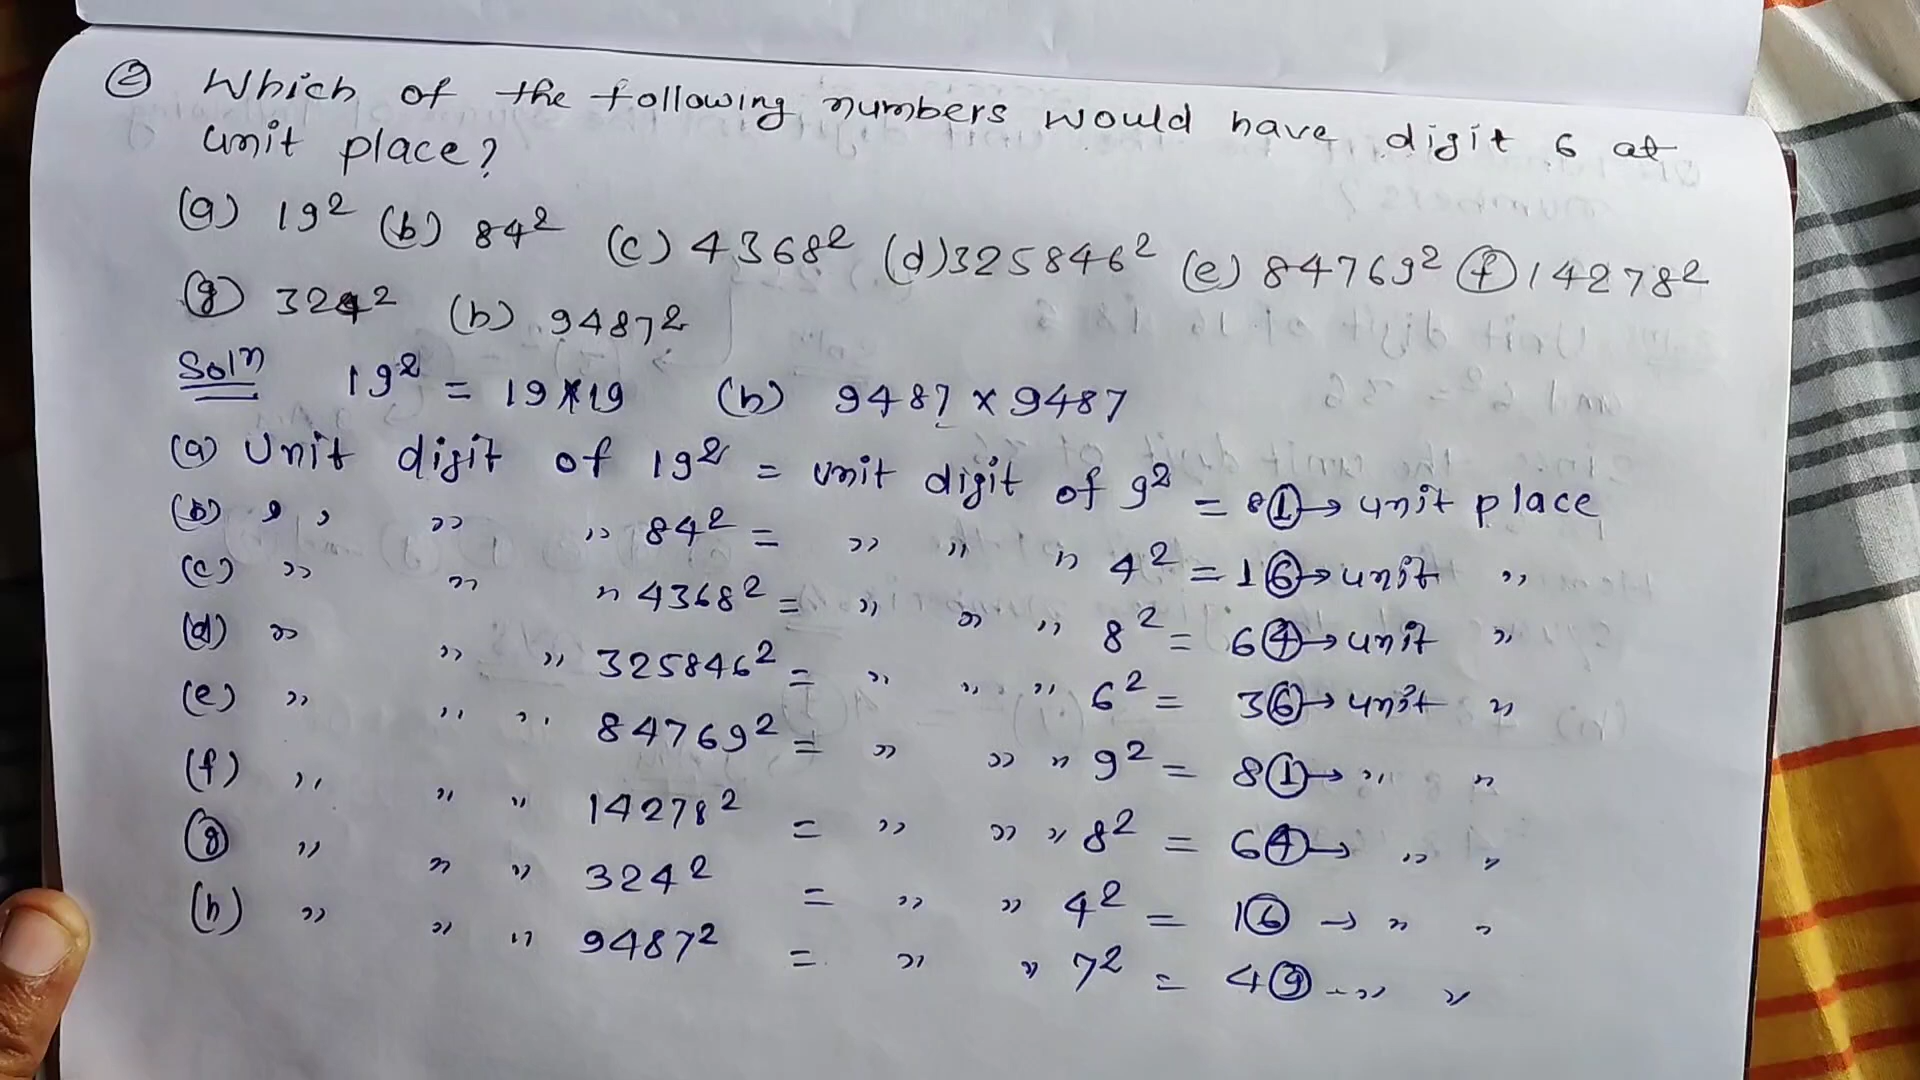 ② Which of the following numbers would have digit 6 at
unit place?
(a) 19² (b) 84² (c) 4368² (d) 325846² (e) 84769² (f) 14278²
(g) 324² (h) 9487²
Solⁿ 19² = 19×19 (h) 9487 × 9487
(a) Unit digit of 19² = unit digit of 9² = 8① → unit place
(b) ,, ,, ,, 84² = ,, ,, ,, 4² = 1⑥ → unit ,,
(c) ,, ,, ,, 4368² = ,, ,, ,, 8² = 6④ → unit ,,
(d) ,, ,, ,, 325846² = ,, ,, ,, 6² = 3⑥ → unit ,,
(e) ,, ,, ,, 84769² = ,, ,, ,, 9² = 8① → ,, ,,
(f) ,, ,, ,, 14278² = ,, ,, ,, 8² = 6④ → ,, ,,
(g) ,, ,, ,, 324² = ,, ,, 4² = 1⑥ → ,, ,,
(h) ,, ,, ,, 9487² = ,, ,, 7² = 4⑨ → ,, ,,